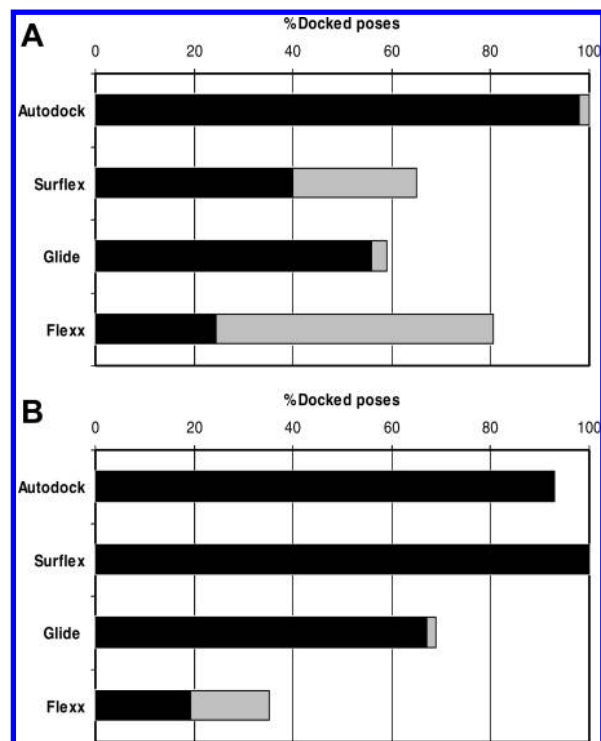 A
%Docked poses
0 20 40 60 80 100
Autodock
Surflex
Glide
Flexx
B
%Docked poses
0 20 40 60 80 100
Autodock
Surflex
Glide
Flexx